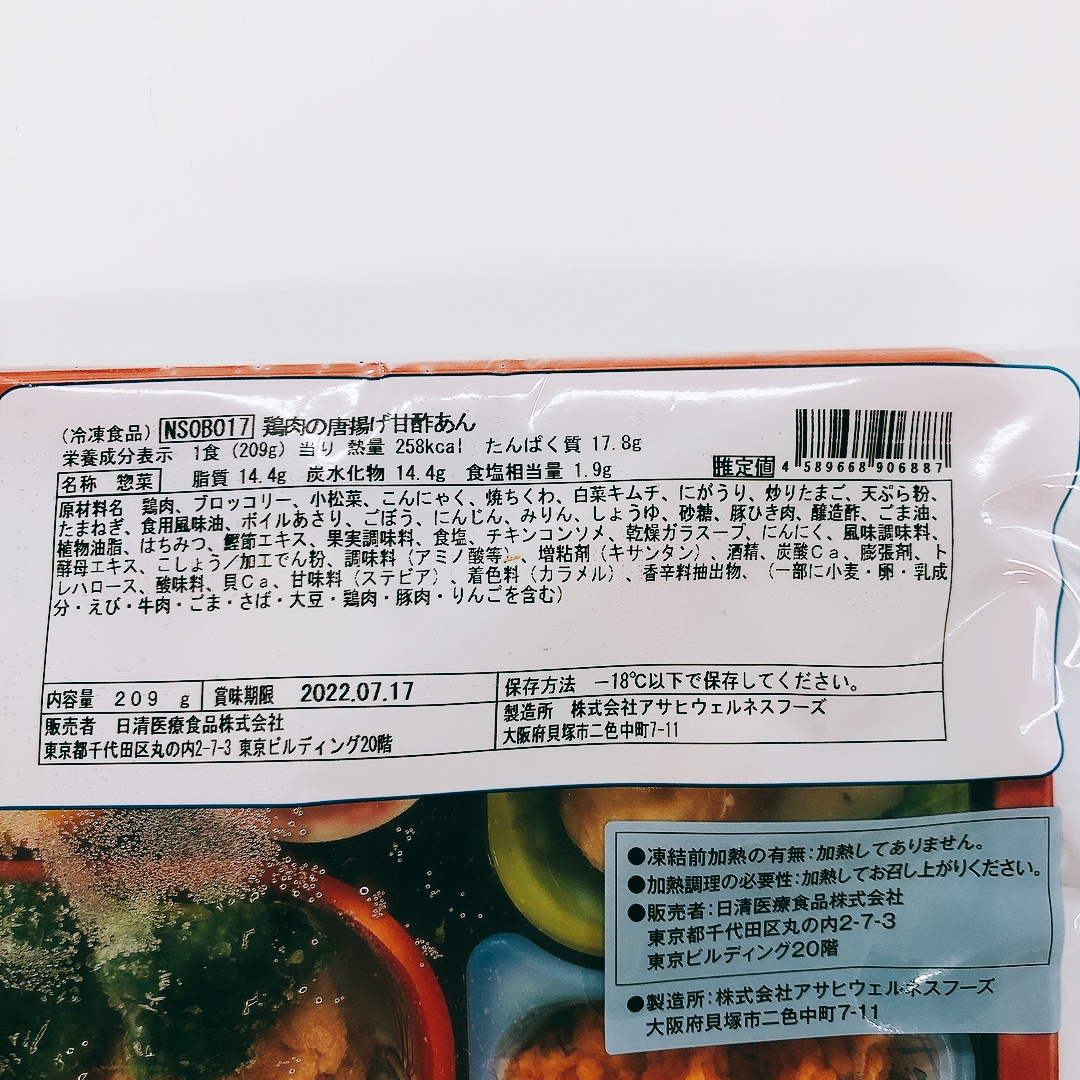 (冷凍食品) NSOB017 鶏肉の唐揚げ甘酢あん
栄養成分表示 1食 (209g) 当り 熱量 258kcal たんぱく質 17.8g
名称 惣菜 脂質 14.4g 炭水化物 14.4g 食塩相当量 1.9g 推定値
4 589668 906887
原材料名 鶏肉、ブロッコリー、小松菜、こんにゃく、焼ちくわ、白菜キムチ、にがうり、炒りたまご、天ぷら粉、
たまねぎ、食用風味油、ボイルあさり、ごぼう、にんじん、みりん、しょうゆ、砂糖、豚ひき肉、醸造酢、ごま油、
植物油脂、はちみつ、鰹節エキス、果実調味料、食塩、チキンコンソメ、乾燥ガラスープ、にんにく、風味調味料、
酵母エキス、こしょう/加工でん粉、調味料（アミノ酸等）、増粘剤（キサンタン）、酒精、炭酸Ca、膨張剤、ト
レハロース、酸味料、貝Ca、甘味料（ステビア）、着色料（カラメル）、香辛料抽出物、（一部に小麦・卵・乳成
分・えび・牛肉・ごま・さば・大豆・鶏肉・豚肉・りんごを含む）
内容量 209 g 賞味期限 2022.07.17
保存方法 －18℃以下で保存してください。
販売者 日清医療食品株式会社
東京都千代田区丸の内2-7-3 東京ビルディング20階
製造所 株式会社アサヒウェルネスフーズ
大阪府貝塚市二色中町7-11
●凍結前加熱の有無:加熱してありません。
●加熱調理の必要性:加熱してお召し上がりください。
●販売者:日清医療食品株式会社
東京都千代田区丸の内2-7-3
東京ビルディング20階
●製造所:株式会社アサヒウェルネスフーズ
大阪府貝塚市二色中町7-11